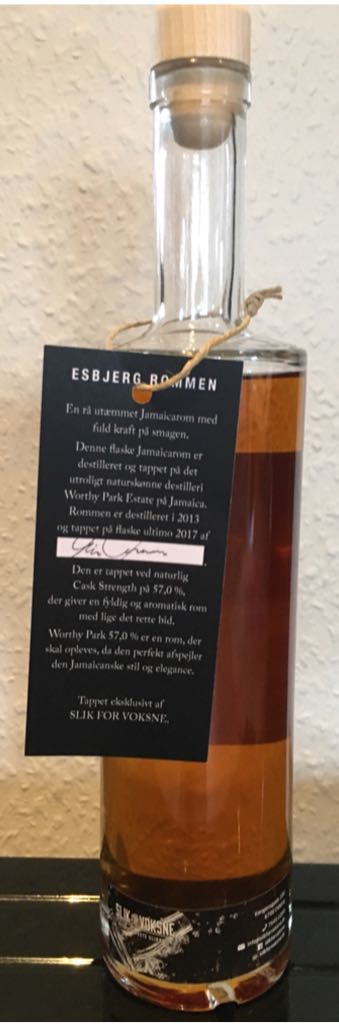 ESBJERG ROMMEN
En rå utæmmet Jamaicarom med
fuld kraft på smagen.
Denne flaske Jamaicarom er
destilleret og tappet på det
utroligt naturskønne destilleri
Worthy Park Estate på Jamaica.
Rommen er destilleret i 2013
og tappet på flaske ultimo 2017 af
Den er tappet ved naturlig
Cask Strength på 57,0 %,
der giver en fyldig og aromatisk rom
med lige det rette bid.
Worthy Park 57,0 % er en rom, der
skal opleves, da den perfekt afspejler
den Jamaicanske stil og elegance.
Tappet eksklusivt af
SLIK FOR VOKSNE.
SLIK FOR VOKSNE